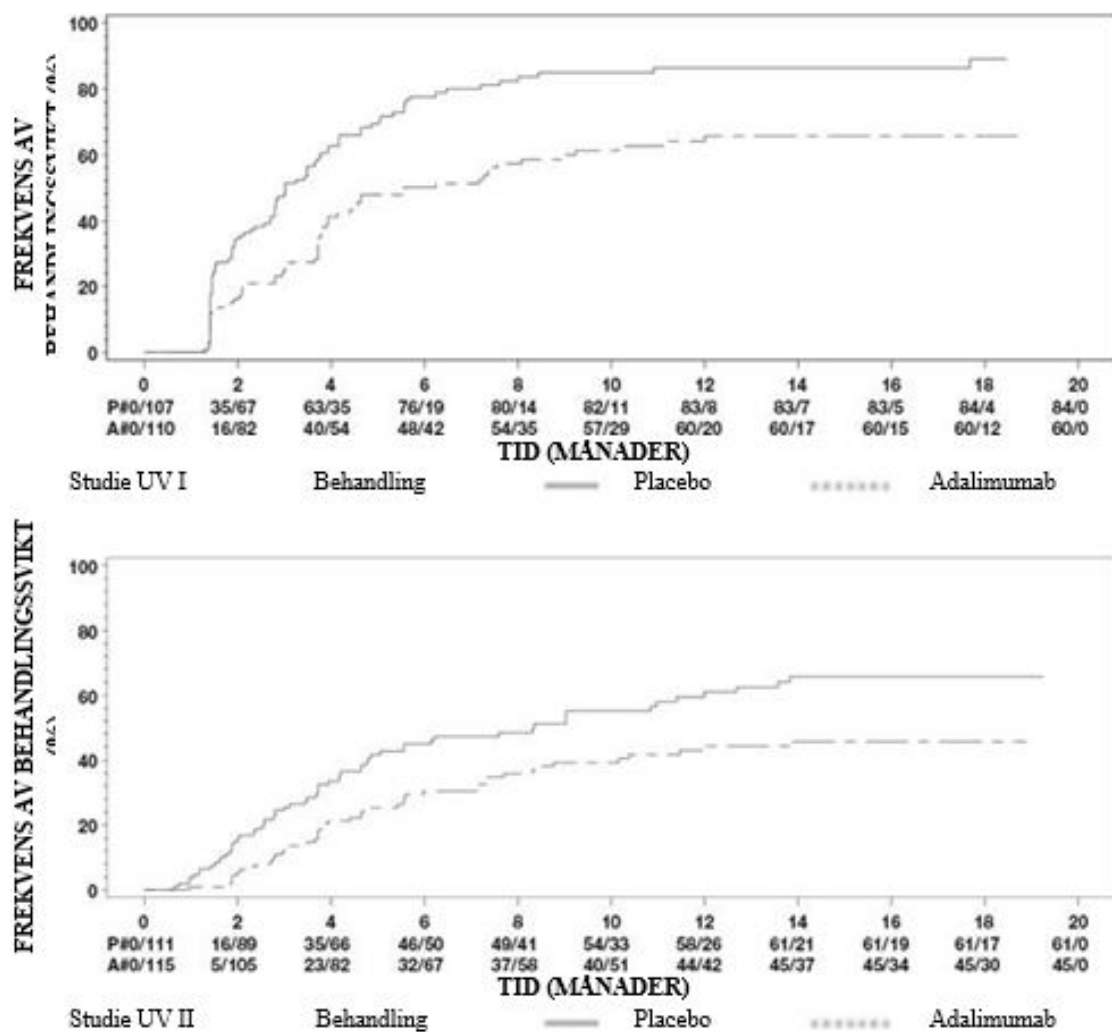 FREKVENS AV
BEHANDLINGSSVIKT (%)
100
80
60
40
20
0
0 2 4 6 8 10 12 14 16 18 20
P#0/107 35/67 63/35 76/19 80/14 82/11 83/8 83/7 83/5 84/4 84/0
A#0/110 16/82 40/54 48/42 54/35 57/29 60/20 60/17 60/15 60/12 60/0
TID (MÅNADER)
Studie UV I Behandling Placebo Adalimumab
FREKVENS AV BEHANDLINGSSVIKT
(%)
100
80
60
40
20
0
0 2 4 6 8 10 12 14 16 18 20
P#0/111 16/89 35/66 46/50 49/41 54/33 58/26 61/21 61/19 61/17 61/0
A#0/115 5/105 23/82 32/67 37/58 40/51 44/42 45/37 45/34 45/30 45/0
TID (MÅNADER)
Studie UV II Behandling Placebo Adalimumab